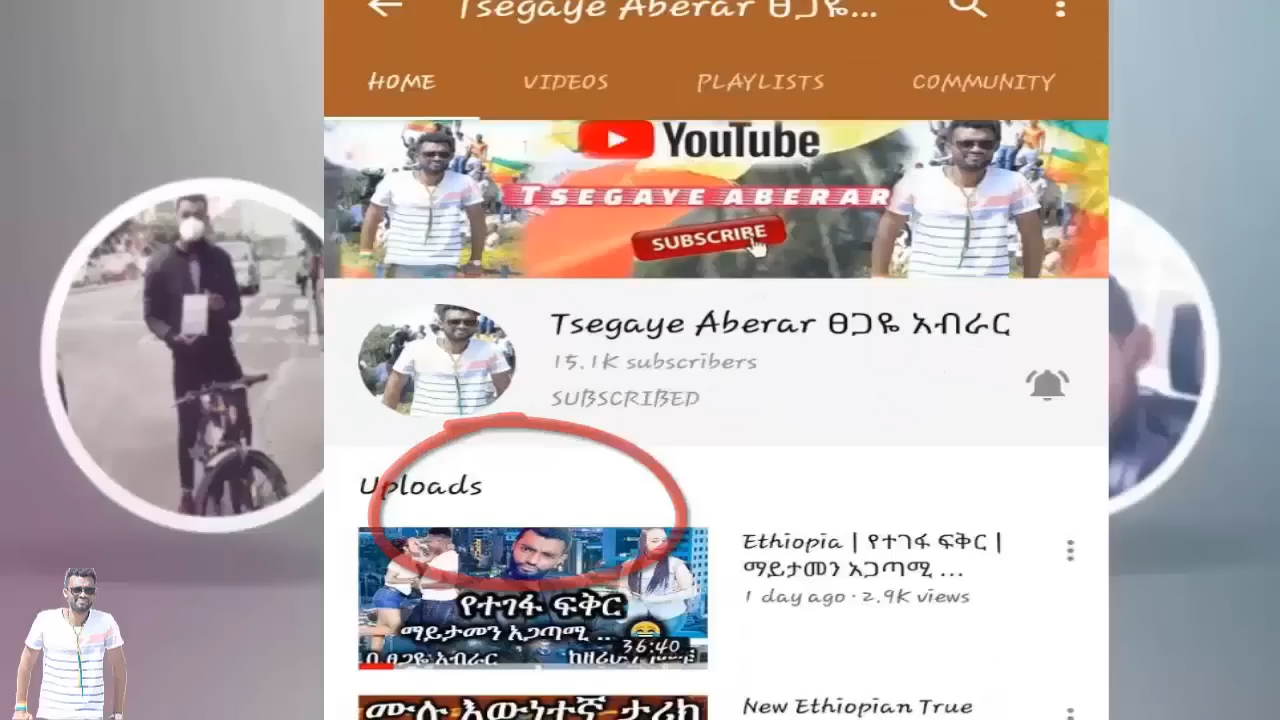 Tsegaye Aberar ፀጋዬ...
HOME VIDEOS PLAYLISTS COMMUNITY
YouTube
TSEGAYE ABERAR
SUBSCRIBE
Tsegaye Aberar ፀጋዬ አብራር
15.1K subscribers
SUBSCRIBED
Uploads
Ethiopia | የተገፋ ፍቅር |
ማይታመን አጋጣሚ ...
1 day ago · 2.9K views
የተገፋ ፍቅር
ማይታመን አጋጣሚ ..
36:40
በ ፀጋዬ አብራር
New Ethiopian True
ሙሉ እውነተኛ ታሪክ